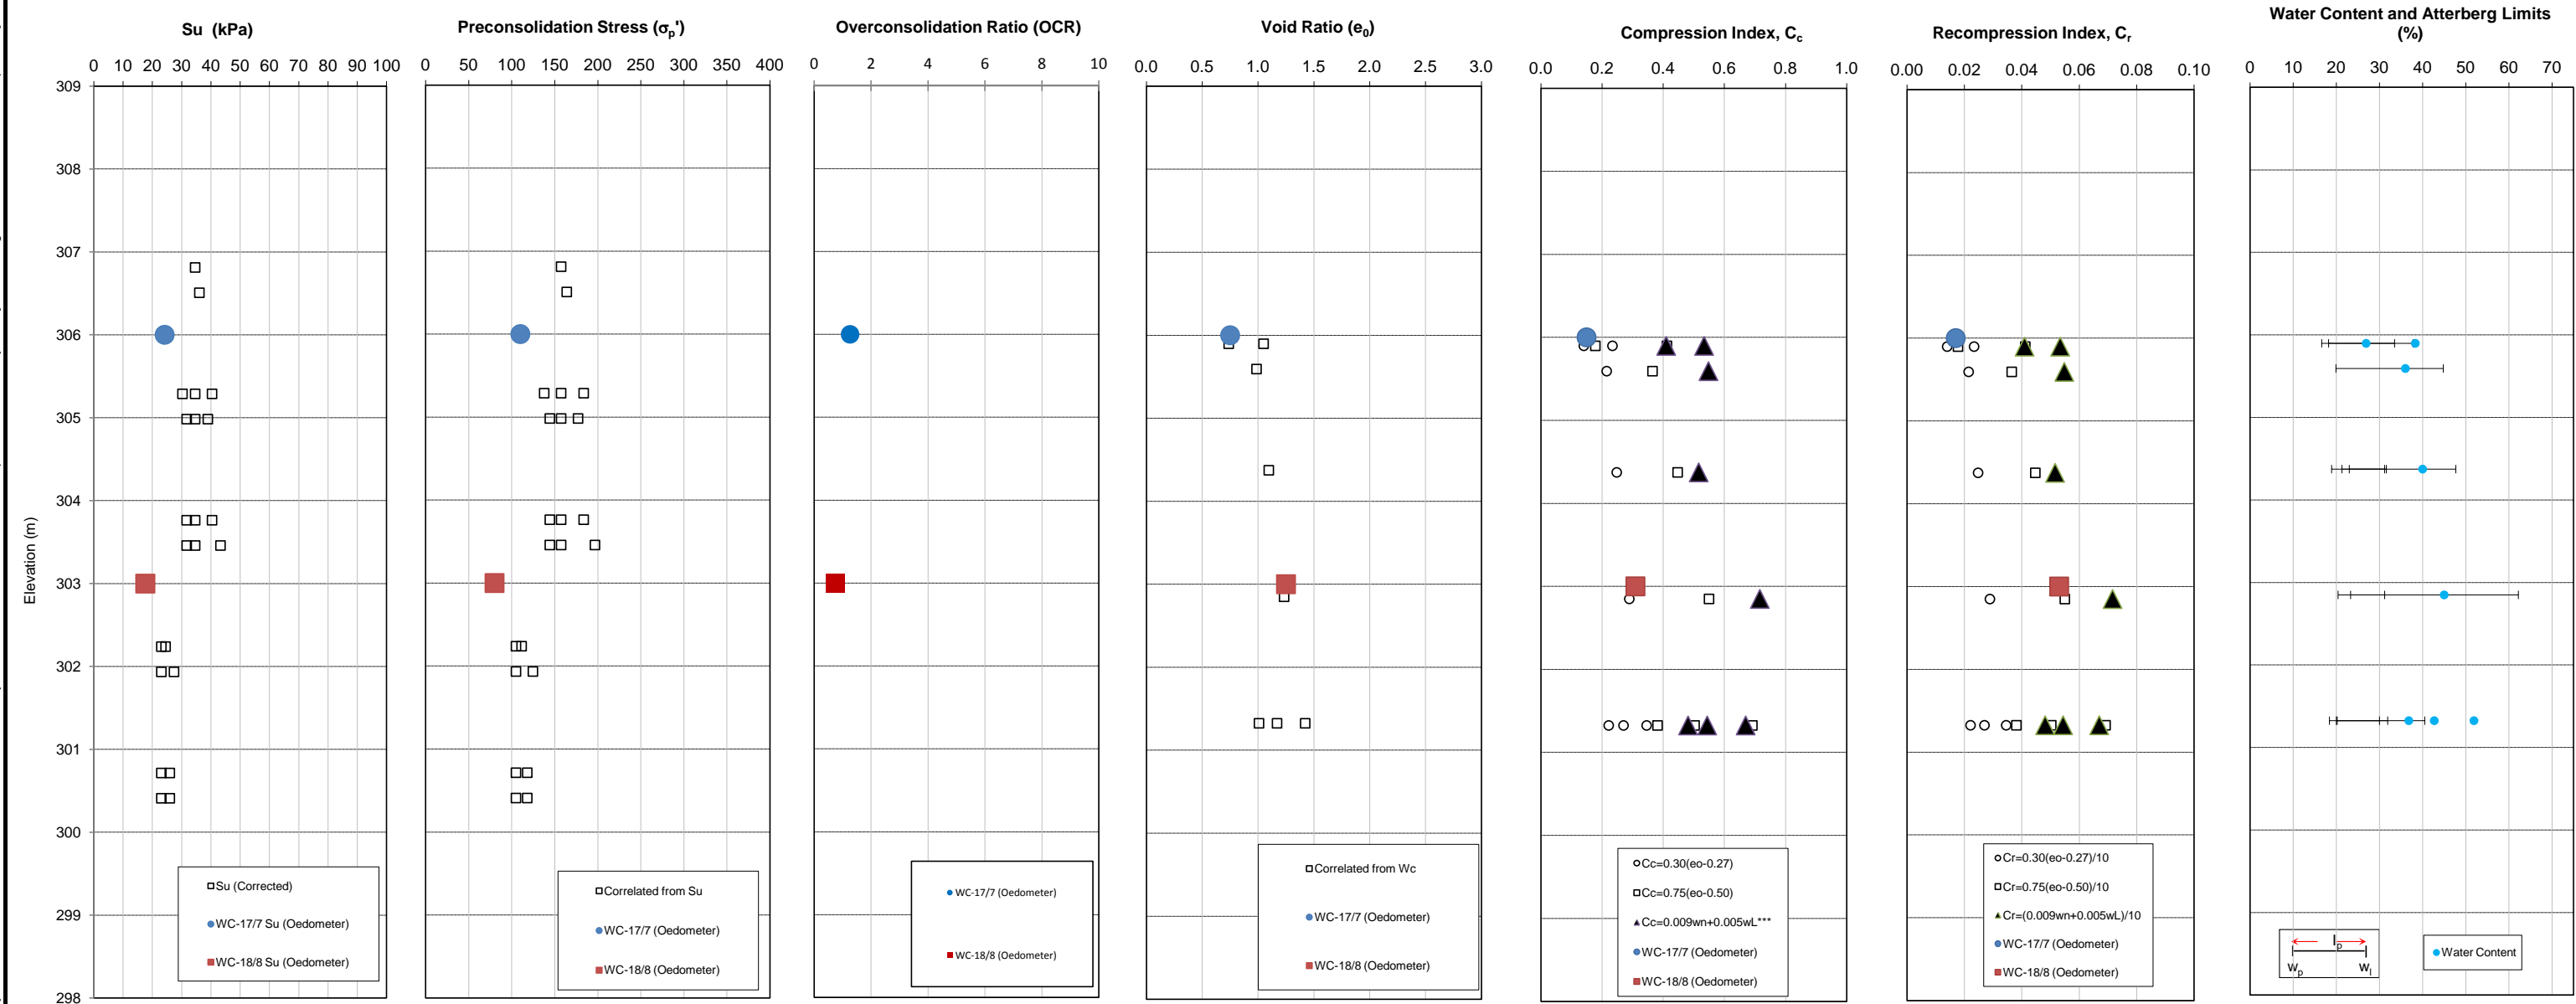 Su (kPa)
0 10 20 30 40 50 60 70 80 90 100
309
308
307
306
305
304
303
302
301
300
299
298
Elevation (m)
Su (Corrected)
WC-17/7 Su (Oedometer)
WC-18/8 Su (Oedometer)
Preconsolidation Stress (σp')
0 50 100 150 200 250 300 350 400
Correlated from Su
WC-17/7 (Oedometer)
WC-18/8 (Oedometer)
Overconsolidation Ratio (OCR)
0 2 4 6 8 10
WC-17/7 (Oedometer)
WC-18/8 (Oedometer)
Void Ratio (e0)
0.0 0.5 1.0 1.5 2.0 2.5 3.0
Correlated from Wc
WC-17/7 (Oedometer)
WC-18/8 (Oedometer)
Compression Index, Cc
0.0 0.2 0.4 0.6 0.8 1.0
Cc=0.30(eo-0.27)
Cc=0.75(eo-0.50)
Cc=0.009wn+0.005wL***
WC-17/7 (Oedometer)
WC-18/8 (Oedometer)
Recompression Index, Cr
0.00 0.02 0.04 0.06 0.08 0.10
Cr=0.30(eo-0.27)/10
Cr=0.75(eo-0.50)/10
Cr=(0.009wn+0.005wL)/10
WC-17/7 (Oedometer)
WC-18/8 (Oedometer)
Water Content and Atterberg Limits
(%)
0 10 20 30 40 50 60 70
Ip
Wp Wl
Water Content